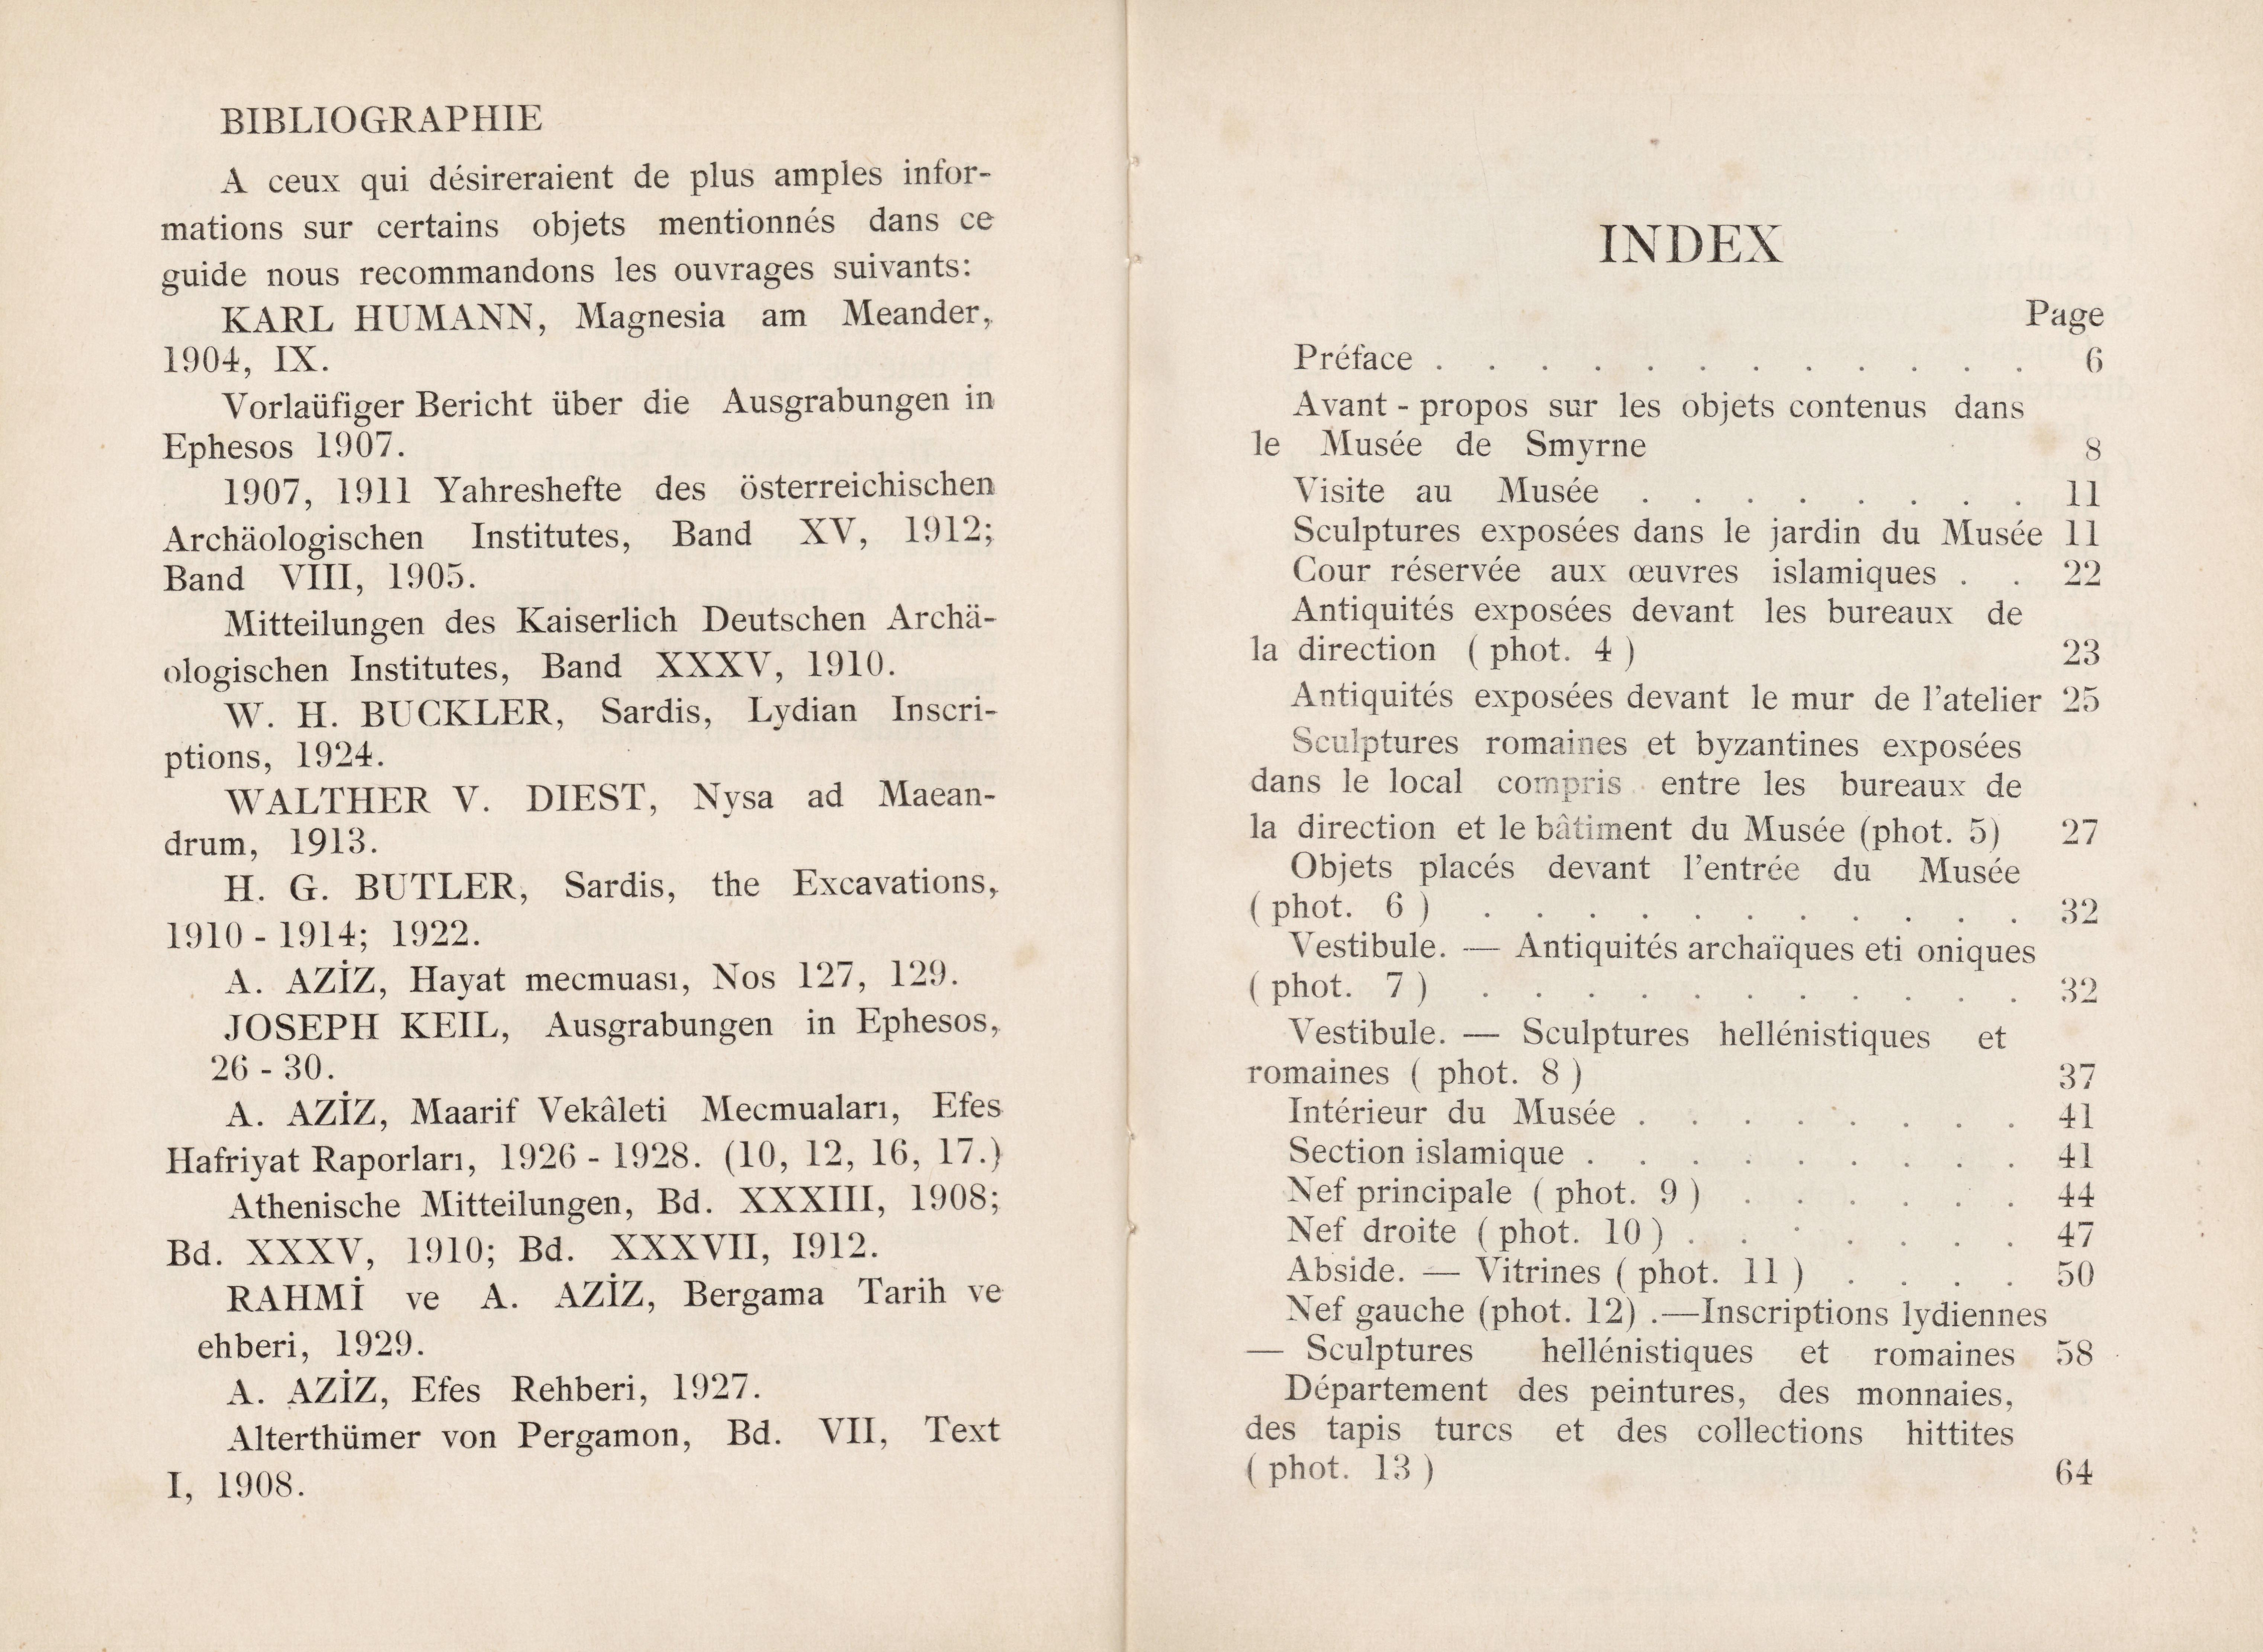 BIBLIOGRAPHIE
A ceux qui désireraient de plus amples infor-
mations sur certains objets mentionnés dans ce
guide nous recommandons les ouvrages suivants:
KARL HUMANN, Magnesia am Meander,
1904, IX.
Vorlaüfiger Bericht über die Ausgrabungen in
Ephesos 1907.
1907, 1911 Yahreshefte des österreichischen
Archäologischen Institutes, Band XV, 1912;
Band VIII, 1905.
Mitteilungen des Kaiserlich Deutschen Archä-
ologischen Institutes, Band XXXV, 1910.
W. H. BUCKLER, Sardis, Lydian Inscri-
ptions, 1924.
WALTHER V. DIEST, Nysa ad Maean-
drum, 1913.
H. G. BUTLER, Sardis, the Excavations,
1910 - 1914; 1922.
A. AZİZ, Hayat mecmuası, Nos 127, 129.
JOSEPH KEIL, Ausgrabungen in Ephesos,
26 - 30.
A. AZİZ, Maarif Vekâleti Mecmuaları, Efes
Hafriyat Raporları, 1926 - 1928. (10, 12, 16, 17.)
Athenische Mitteilungen, Bd. XXXIII, 1908;
Bd. XXXV, 1910; Bd. XXXVII, I912.
RAHMİ ve A. AZİZ, Bergama Tarih ve
ehberi, 1929.
A. AZİZ, Efes Rehberi, 1927.
Alterthümer von Pergamon, Bd. VII, Text
I, 1908.
INDEX
Page
Préface . . . . . . . . . . . . 6
Avant - propos sur les objets contenus dans
le Musée de Smyrne 8
Visite au Musée . . . . . . . . 11
Sculptures exposées dans le jardin du Musée 11
Cour réservée aux œuvres islamiques . . 22
Antiquités exposées devant les bureaux de
la direction ( phot. 4 ) 23
Antiquités exposées devant le mur de l'atelier 25
Sculptures romaines et byzantines exposées
dans le local compris entre les bureaux de
la direction et le bâtiment du Musée (phot. 5) 27
Objets placés devant l'entrée du Musée
( phot. 6 ) . . . . . . . . . . . 32
Vestibule. — Antiquités archaïques eti oniques
( phot. 7 ) . . . . . . . . . . . 32
Vestibule. — Sculptures hellénistiques et
romaines ( phot. 8 ) 37
Intérieur du Musée . . . . . . . . 41
Section islamique . . . . . . . . . 41
Nef principale ( phot. 9 ) . . . . . . 44
Nef droite ( phot. 10 ) . . . . . . . 47
Abside. — Vitrines ( phot. 11 ) . . . . 50
Nef gauche (phot. 12) .—Inscriptions lydiennes
— Sculptures hellénistiques et romaines 58
Département des peintures, des monnaies,
des tapis turcs et des collections hittites
( phot. 13 ) 64